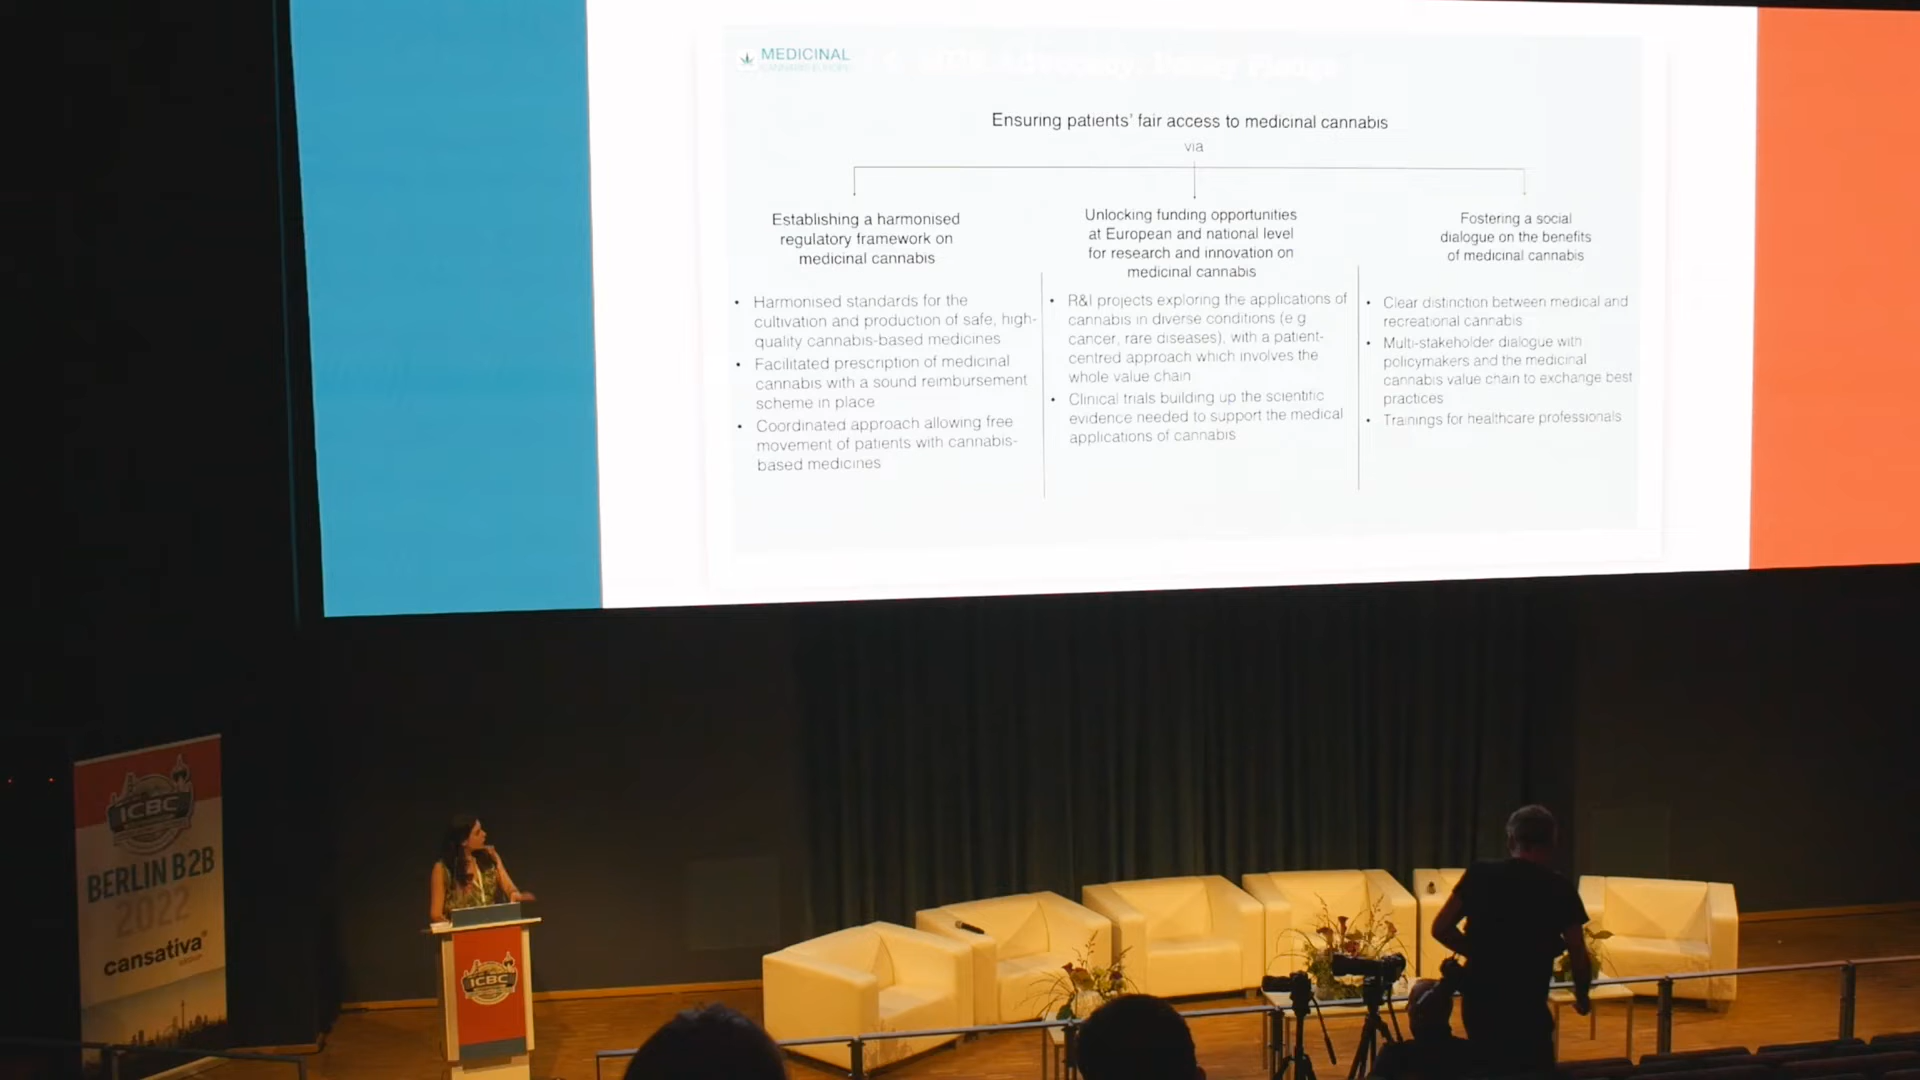 MEDICINAL
CANNABIS EUROPE
Ensuring patients' fair access to medicinal cannabis
via
Establishing a harmonised
regulatory framework on
medicinal cannabis
• Harmonised standards for the
cultivation and production of safe, high-
quality cannabis-based medicines
• Facilitated prescription of medicinal
cannabis with a sound reimbursement
scheme in place
• Coordinated approach allowing free
movement of patients with cannabis-
based medicines
Unlocking funding opportunities
at European and national level
for research and innovation on
medicinal cannabis
• R&I projects exploring the applications of
cannabis in diverse conditions (e.g
cancer, rare diseases), with a patient-
centred approach which involves the
whole value chain
• Clinical trials building up the scientific
evidence needed to support the medical
applications of cannabis
Fostering a social
dialogue on the benefits
of medicinal cannabis
• Clear distinction between medical and
recreational cannabis
• Multi-stakeholder dialogue with
policymakers and the medicinal
cannabis value chain to exchange best
practices
• Trainings for healthcare professionals
ICBC
BERLIN B2B
2022
cansativa
GROUP
ICBC